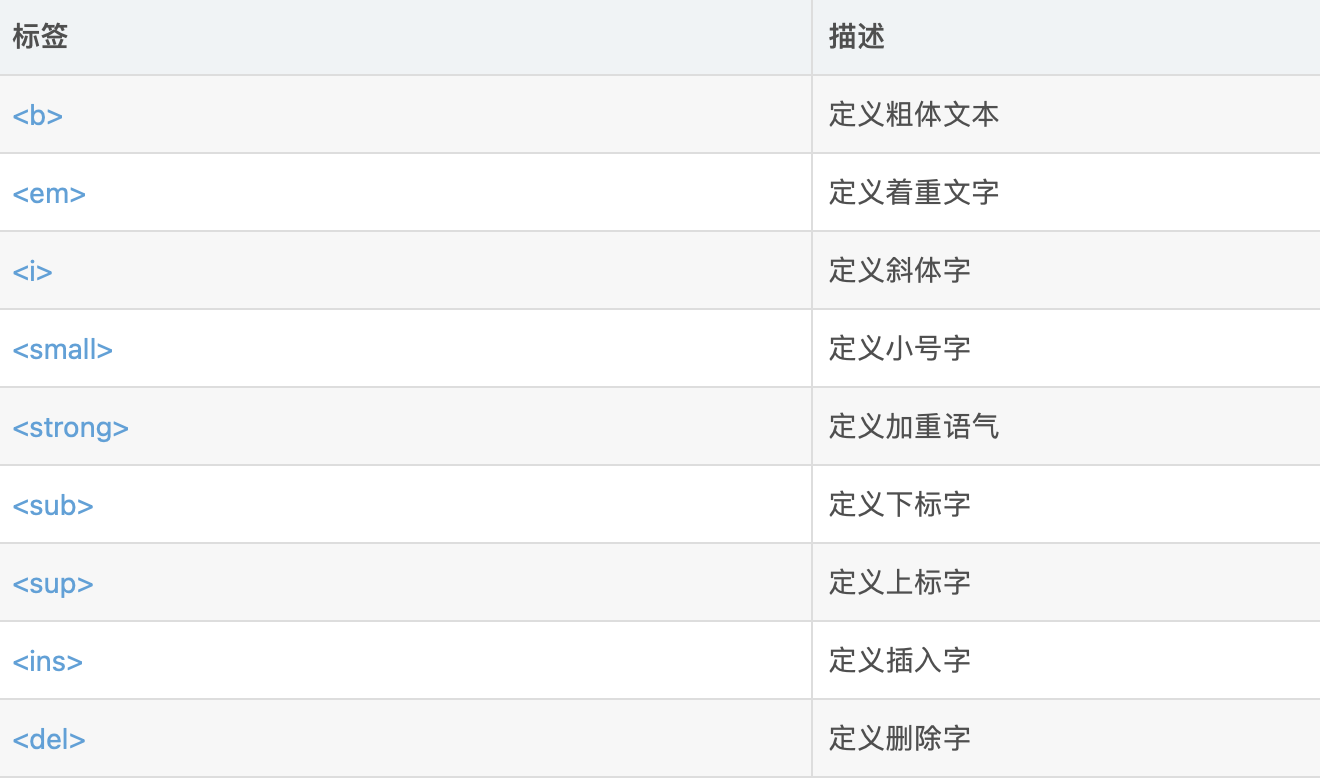 标签 描述
<b> 定义粗体文本
<em> 定义着重文字
<i> 定义斜体字
<small> 定义小号字
<strong> 定义加重语气
<sub> 定义下标字
<sup> 定义上标字
<ins> 定义插入字
<del> 定义删除字